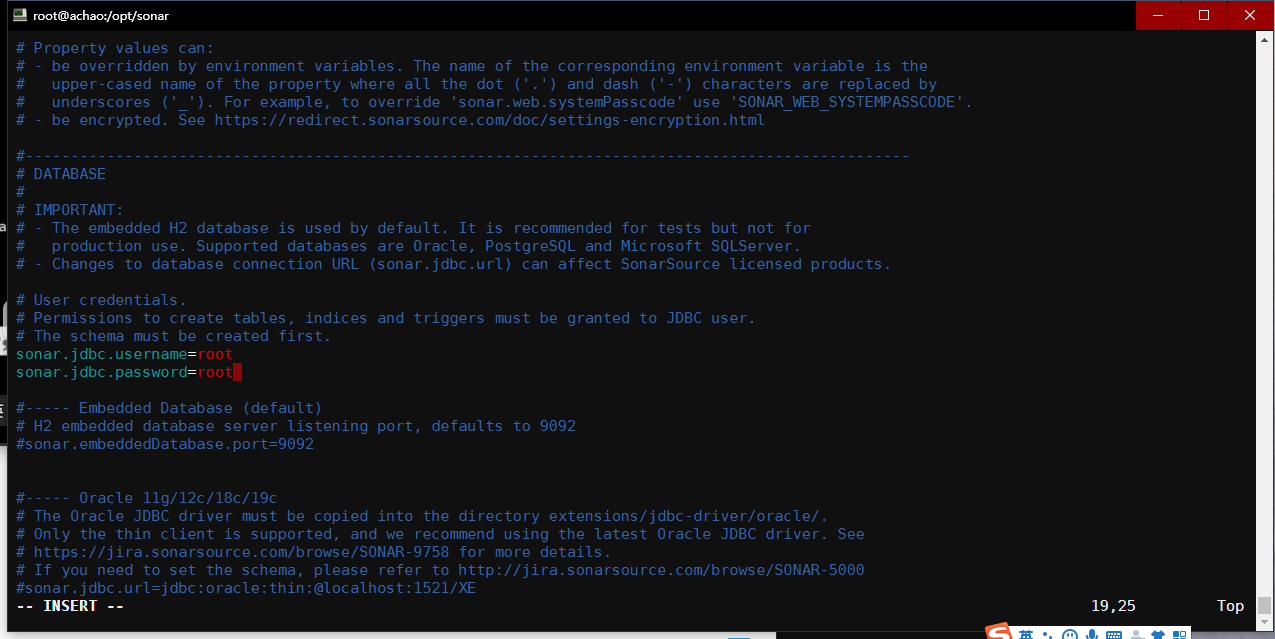 root@achao:/opt/sonar
# Property values can:
# - be overridden by environment variables. The name of the corresponding environment variable is the
#   upper-cased name of the property where all the dot ('.') and dash ('-') characters are replaced by
#   underscores ('_'). For example, to override 'sonar.web.systemPasscode' use 'SONAR_WEB_SYSTEMPASSCODE'.
# - be encrypted. See https://redirect.sonarsource.com/doc/settings-encryption.html
#--------------------------------------------------------------------------------------------------
# DATABASE
#
# IMPORTANT:
# - The embedded H2 database is used by default. It is recommended for tests but not for
#   production use. Supported databases are Oracle, PostgreSQL and Microsoft SQLServer.
# - Changes to database connection URL (sonar.jdbc.url) can affect SonarSource licensed products.
# User credentials.
# Permissions to create tables, indices and triggers must be granted to JDBC user.
# The schema must be created first.
sonar.jdbc.username=root
sonar.jdbc.password=root
#----- Embedded Database (default)
# H2 embedded database server listening port, defaults to 9092
#sonar.embeddedDatabase.port=9092
#----- Oracle 11g/12c/18c/19c
# The Oracle JDBC driver must be copied into the directory extensions/jdbc-driver/oracle/.
# Only the thin client is supported, and we recommend using the latest Oracle JDBC driver. See
# https://jira.sonarsource.com/browse/SONAR-9758 for more details.
# If you need to set the schema, please refer to http://jira.sonarsource.com/browse/SONAR-5000
#sonar.jdbc.url=jdbc:oracle:thin:@localhost:1521/XE
-- INSERT -- 19,25 Top
英